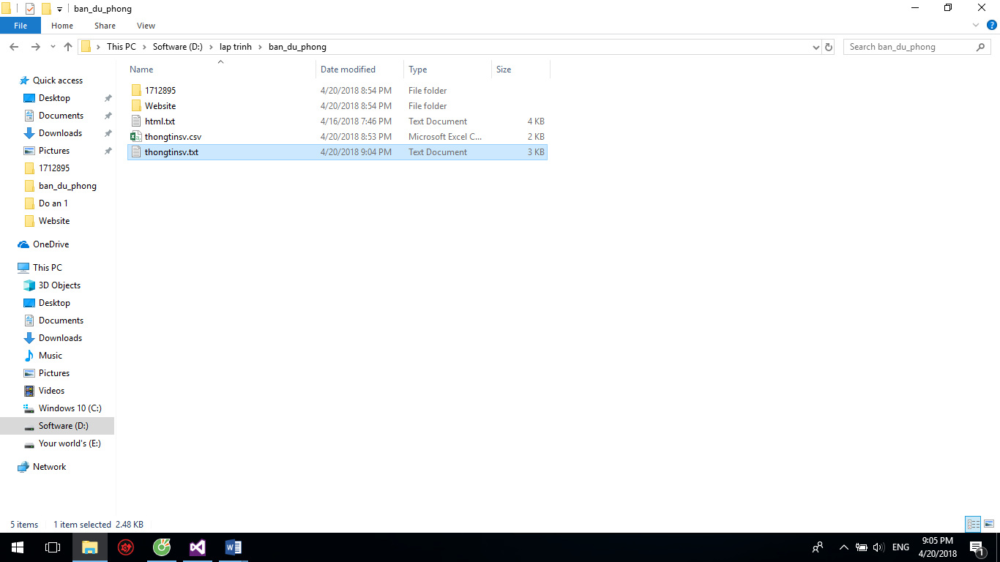 ban_du_phong
File Home Share View
This PC Software (D:) lap trinh ban_du_phong
Search ban_du_phong
Name Date modified Type Size
1712895 4/20/2018 8:54 PM File folder
Website 4/20/2018 8:54 PM File folder
html.txt 4/16/2018 7:46 PM Text Document 4 KB
thongtinsv.csv 4/20/2018 8:53 PM Microsoft Excel C... 2 KB
thongtinsv.txt 4/20/2018 9:04 PM Text Document 3 KB
Quick access
Desktop
Documents
Downloads
Pictures
1712895
ban_du_phong
Do an 1
Website
OneDrive
This PC
3D Objects
Desktop
Documents
Downloads
Music
Pictures
Videos
Windows 10 (C:)
Software (D:)
Your world's (E:)
Network
5 items 1 item selected 2.48 KB
ENG
9:05 PM
4/20/2018
1